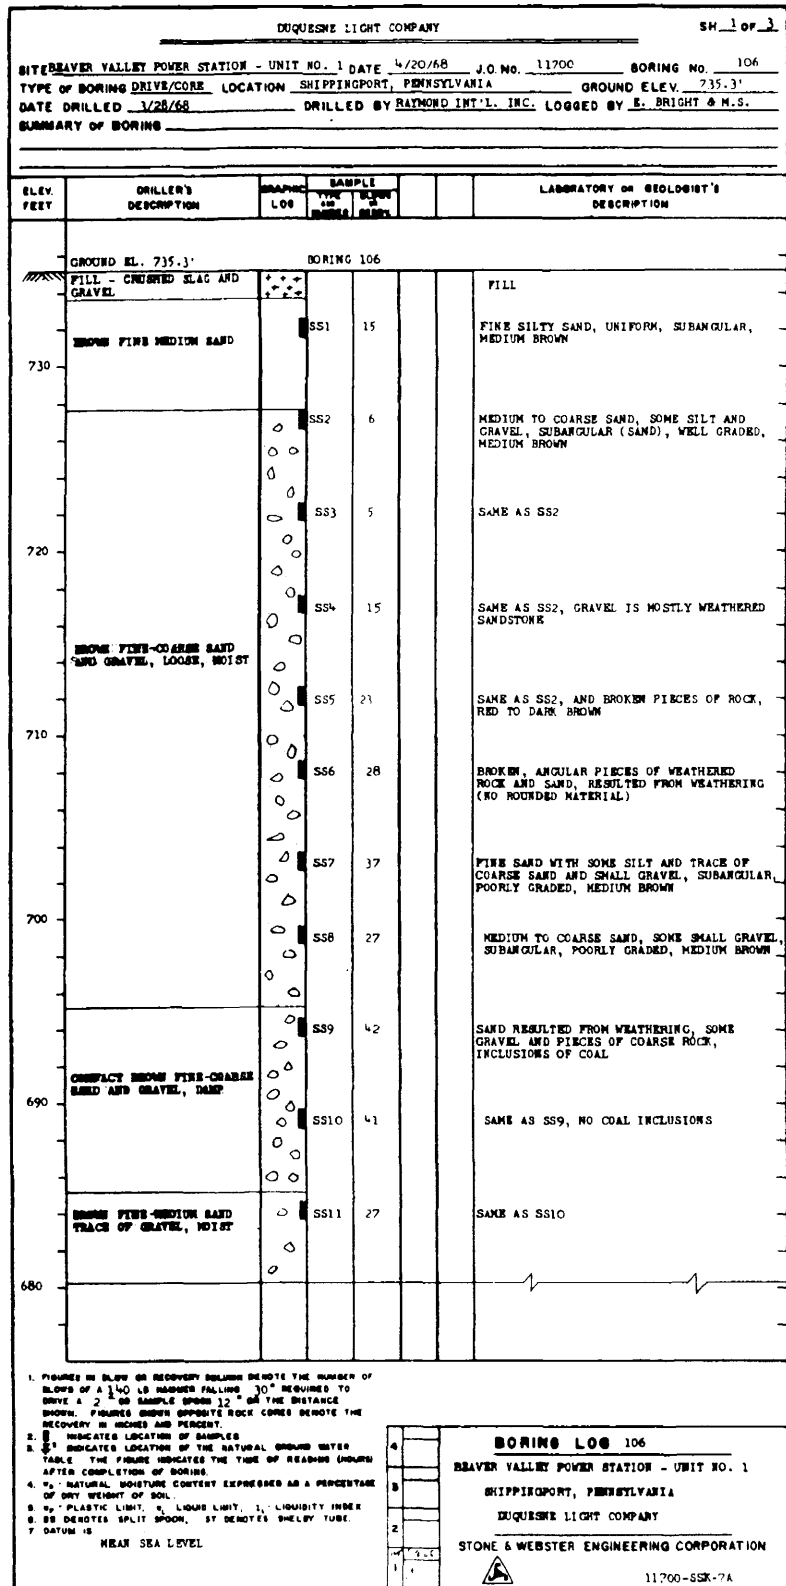 DUQUESNE LIGHT COMPANY
SH 1 OF 3
SITE BEAVER VALLEY POWER STATION - UNIT NO. 1 DATE 4/20/68 J.O. NO. 11700 BORING NO. 106
TYPE OF BORING DRIVE/CORE LOCATION SHIPPINGPORT, PENNSYLVANIA GROUND ELEV. 735.3'
DATE DRILLED 3/28/68 DRILLED BY RAYMOND INT'L. INC. LOGGED BY E. BRIGHT & M.S.
SUMMARY OF BORING
ELEV. FEET
DRILLER'S DESCRIPTION
GRAPHIC LOG
SAMPLE
TYPE AND NUMBER
BLOWS OR RECOV.
LABORATORY OR GEOLOGIST'S DESCRIPTION
GROUND EL. 735.3' BORING 106
FILL - CRUSHED SLAG AND
GRAVEL
FILL
BROWN FINE MEDIUM SAND
SS1 15 FINE SILTY SAND, UNIFORM, SUBANGULAR,
MEDIUM BROWN
730
SS2 6 MEDIUM TO COARSE SAND, SOME SILT AND
GRAVEL, SUBANGULAR (SAND), WELL GRADED,
MEDIUM BROWN
SS3 5 SAME AS SS2
720
SS4 15 SAME AS SS2, GRAVEL IS MOSTLY WEATHERED
SANDSTONE
BROWN FINE-COARSE SAND
AND GRAVEL, LOOSE, MOIST
SS5 23 SAME AS SS2, AND BROKEN PIECES OF ROCK,
RED TO DARK BROWN
710
SS6 28 BROKEN, ANGULAR PIECES OF WEATHERED
ROCK AND SAND, RESULTED FROM WEATHERING
(NO ROUNDED MATERIAL)
SS7 37 FINE SAND WITH SOME SILT AND TRACE OF
COARSE SAND AND SMALL GRAVEL, SUBANGULAR,
POORLY GRADED, MEDIUM BROWN
700
SS8 27 MEDIUM TO COARSE SAND, SOME SMALL GRAVEL,
SUBANGULAR, POORLY GRADED, MEDIUM BROWN
SS9 42 SAND RESULTED FROM WEATHERING, SOME
GRAVEL AND PIECES OF COARSE ROCK,
INCLUSIONS OF COAL
COMPACT BROWN FINE-COARSE
SAND AND GRAVEL, DAMP
690
SS10 41 SAME AS SS9, NO COAL INCLUSIONS
BROWN FINE-MEDIUM SAND
TRACE OF GRAVEL, MOIST
SS11 27 SAME AS SS10
680
1. FIGURES IN BLOW OR RECOVERY COLUMN DENOTE THE NUMBER OF
BLOWS OF A 140 LB HAMMER FALLING 30" REQUIRED TO
DRIVE A 2" OD SAMPLE SPOON 12" OR THE DISTANCE
SHOWN. FIGURES SHOWN OPPOSITE ROCK CORES DENOTE THE
RECOVERY IN INCHES AND PERCENT.
2. INDICATES LOCATION OF SAMPLES
3. INDICATES LOCATION OF THE NATURAL GROUND WATER
TABLE THE FIGURE INDICATES THE TIME OF READING (HOURS)
AFTER COMPLETION OF BORING.
4. NATURAL MOISTURE CONTENT EXPRESSED AS A PERCENTAGE
OF DRY WEIGHT OF SOIL.
5. PLASTIC LIMIT, LIQUID LIMIT, LIQUIDITY INDEX
6. SS DENOTES SPLIT SPOON, ST DENOTES SHELBY TUBE.
7 DATUM IS
MEAN SEA LEVEL
4
3
2
1
BORING LOG 106
BEAVER VALLEY POWER STATION - UNIT NO. 1
SHIPPINGPORT, PENNSYLVANIA
DUQUESNE LIGHT COMPANY
STONE & WEBSTER ENGINEERING CORPORATION
11700-SSK-7A